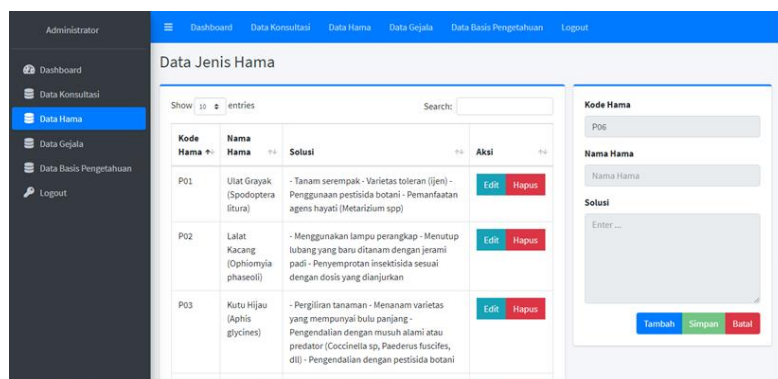 Administrator
Dashboard Data Konsultasi Data Hama Data Gejala Data Basis Pengetahuan Logout
Dashboard
Data Konsultasi
Data Hama
Data Gejala
Data Basis Pengetahuan
Logout
Data Jenis Hama
Show 10 entries
Search:
Kode Hama
Nama Hama
Solusi
Aksi
P01
Ulat Grayak
(Spodoptera
litura)
- Tanam serempak - Varietas toleran (ijen) -
Penggunaan pestisida botani - Pemanfaatan
agens hayati (Metarizium spp)
Edit Hapus
P02
Lalat
Kacang
(Ophiomyia
phaseoli)
- Menggunakan lampu perangkap - Menutup
lubang yang baru ditanam dengan jerami
padi - Penyemprotan insektisida sesuai
dengan dosis yang dianjurkan
Edit Hapus
P03
Kutu Hijau
(Aphis
glycines)
- Pergiliran tanaman - Menanam varietas
yang mempunyai bulu panjang -
Pengendalian dengan musuh alami atau
predator (Coccinella sp, Paederus fuscifes,
dll) - Pengendalian dengan pestisida botani
Edit Hapus
Kode Hama
P06
Nama Hama
Nama Hama
Solusi
Enter ...
Tambah Simpan Batal